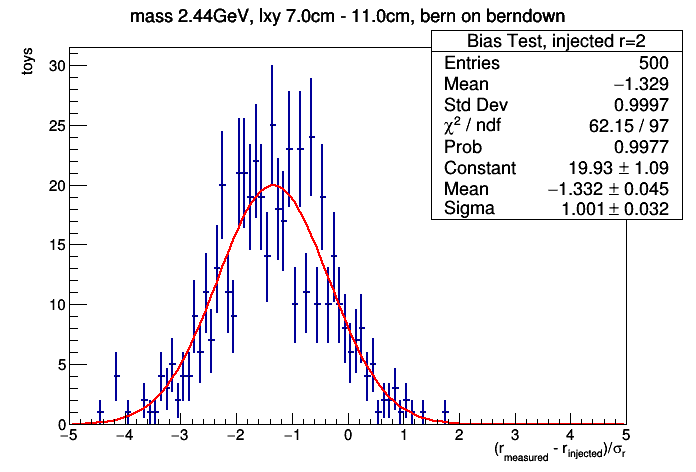 mass 2.44GeV, lxy 7.0cm - 11.0cm, bern on berndown
toys
Bias Test, injected r=2
Entries 500
Mean −1.329
Std Dev 0.9997
χ² / ndf 62.15 / 97
Prob 0.9977
Constant 19.93 ± 1.09
Mean −1.332 ± 0.045
Sigma 1.001 ± 0.032
30
25
20
15
10
5
0
−5 −4 −3 −2 −1 0 1 2 3 4 5
(r_measured - r_injected)/σ_r